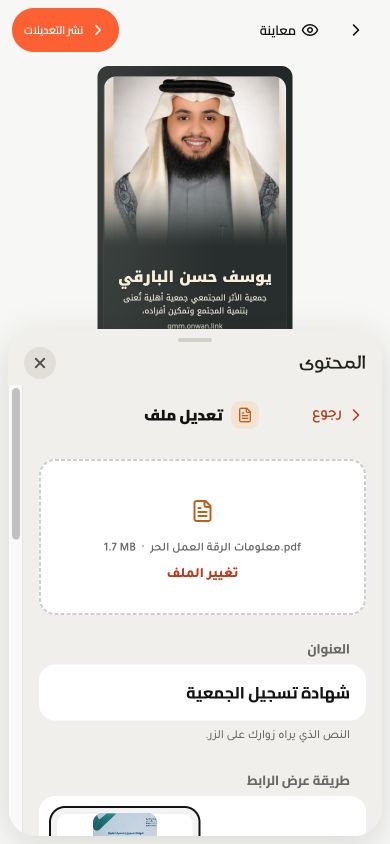 معاينة
نشر التعديلات
يوسف حسن البارقي
جمعية الأثر المجتمعي جمعية أهلية تُعنى
بتنمية المجتمع وتمكين أفراده،
qmm.onwan.link
المحتوى
رجوع
تعديل ملف
معلومات الرقة العمل الحر.pdf · 1.7 MB
تغيير الملف
العنوان
شهادة تسجيل الجمعية
النص الذي يراه زوارك على الزر.
طريقة عرض الرابط